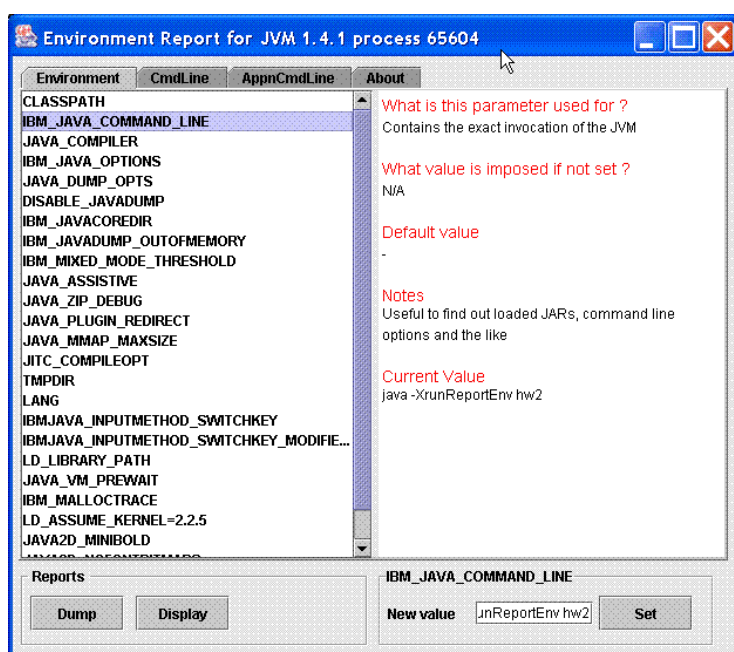 Environment Report for JVM 1.4.1 process 65604
Environment CmdLine AppnCmdLine About
CLASSPATH
IBM_JAVA_COMMAND_LINE
JAVA_COMPILER
IBM_JAVA_OPTIONS
JAVA_DUMP_OPTS
DISABLE_JAVADUMP
IBM_JAVACOREDIR
IBM_JAVADUMP_OUTOFMEMORY
IBM_MIXED_MODE_THRESHOLD
JAVA_ASSISTIVE
JAVA_ZIP_DEBUG
JAVA_PLUGIN_REDIRECT
JAVA_MMAP_MAXSIZE
JITC_COMPILEOPT
TMPDIR
LANG
IBMJAVA_INPUTMETHOD_SWITCHKEY
IBMJAVA_INPUTMETHOD_SWITCHKEY_MODIFIE...
LD_LIBRARY_PATH
JAVA_VM_PREWAIT
IBM_MALLOCTRACE
LD_ASSUME_KERNEL=2.2.5
JAVA2D_MINIBOLD
What is this parameter used for ?
Contains the exact invocation of the JVM
What value is imposed if not set ?
N/A
Default value
-
Notes
Useful to find out loaded JARs, command line
options and the like
Current Value
java -XrunReportEnv hw2
Reports
Dump Display
IBM_JAVA_COMMAND_LINE
New value unReportEnv hw2 Set